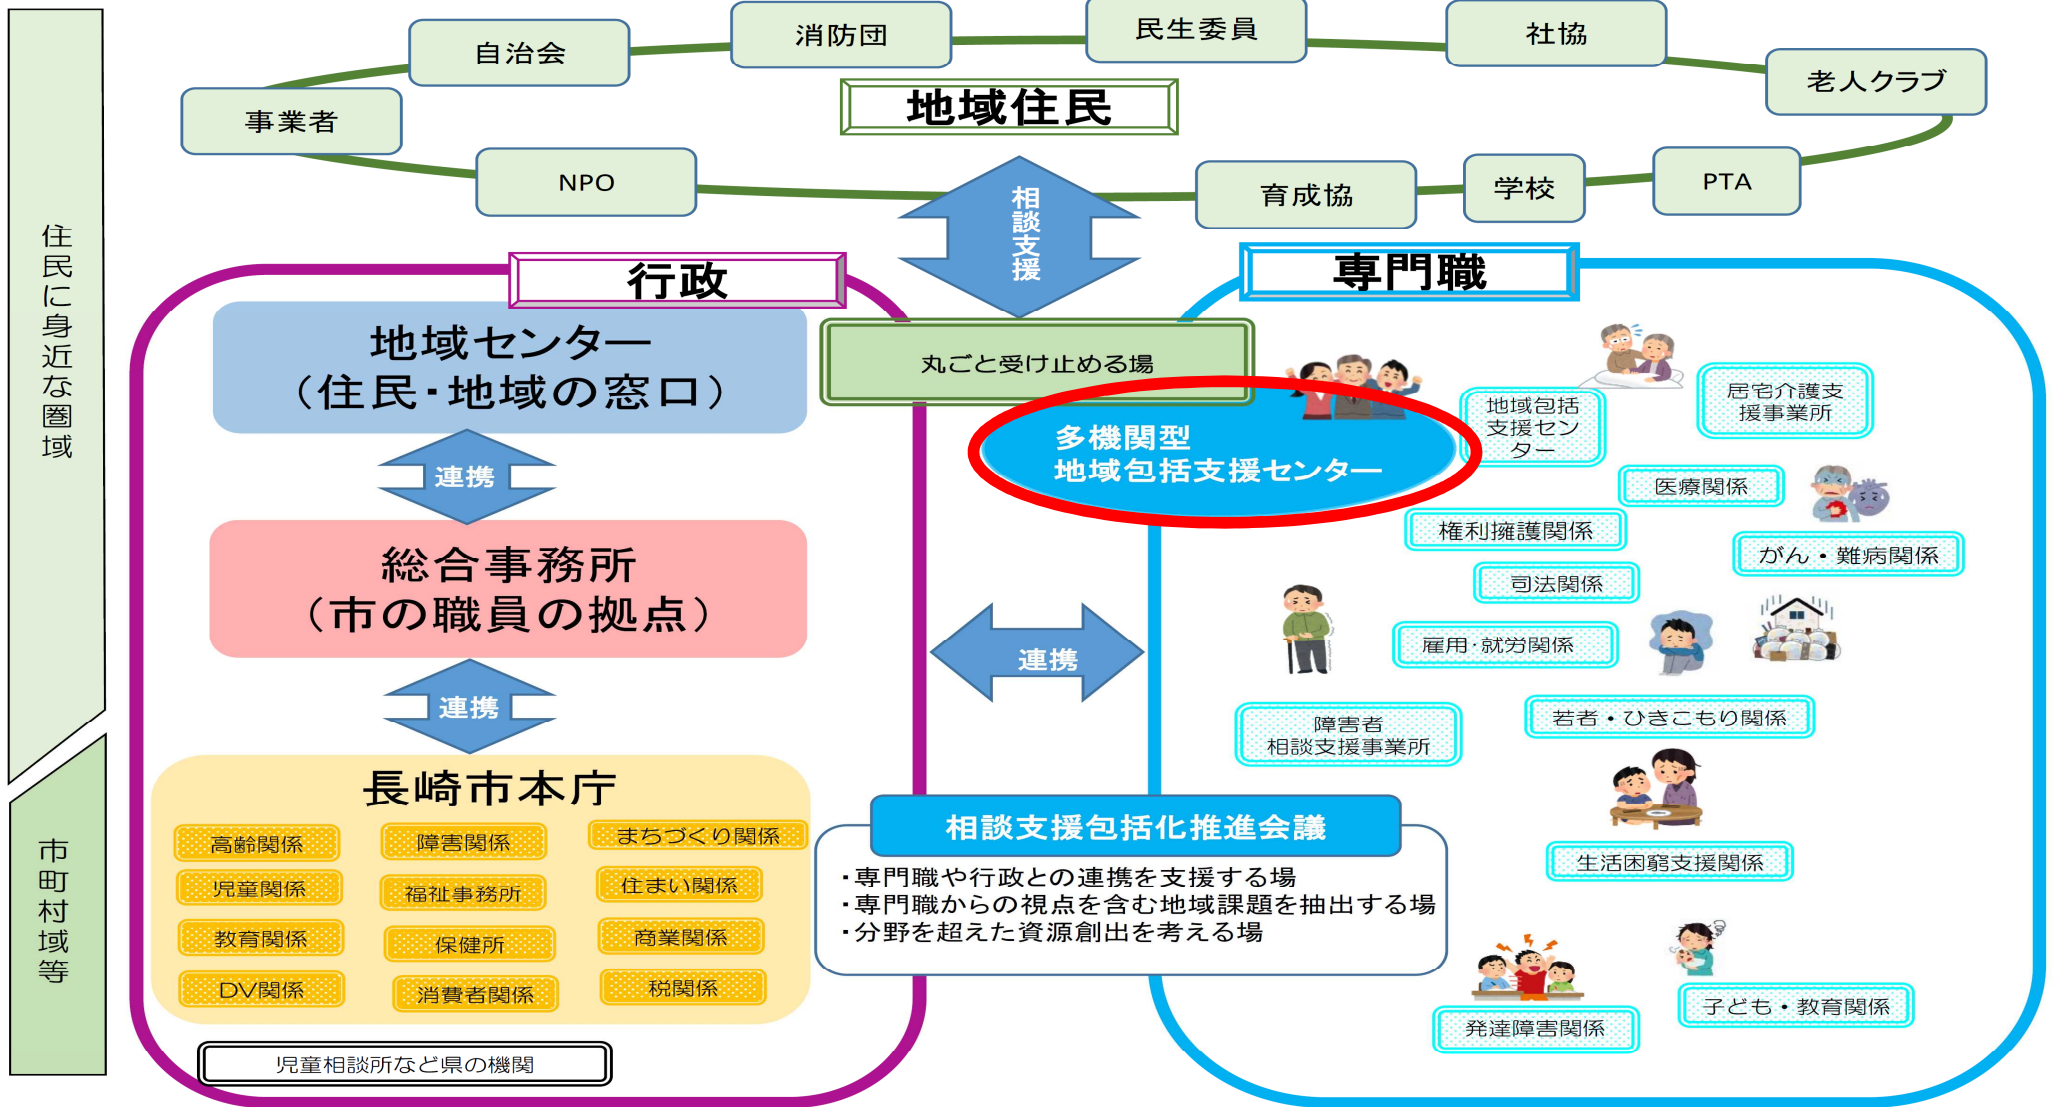 民生委員
社協
消防団
自治会
老人クラブ
事業者
地域住民
NPO
育成協
学校
PTA
相談支援
住民に身近な圏域
行政
専門職
地域センター
（住民・地域の窓口）
丸ごと受け止める場
多機関型
地域包括支援センター
連携
総合事務所
（市の職員の拠点）
連携
連携
地域包括
支援セン
ター
居宅介護支
援事業所
医療関係
権利擁護関係
がん・難病関係
司法関係
雇用・就労関係
障害者
相談支援事業所
若者・ひきこもり関係
生活困窮支援関係
発達障害関係
子ども・教育関係
市町村域等
長崎市本庁
高齢関係
障害関係
まちづくり関係
児童関係
福祉事務所
住まい関係
教育関係
保健所
商業関係
DV関係
消費者関係
税関係
児童相談所など県の機関
相談支援包括化推進会議
・専門職や行政との連携を支援する場
・専門職からの視点を含む地域課題を抽出する場
・分野を超えた資源創出を考える場